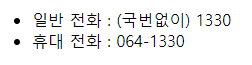 • 일반 전화 : (국번없이) 1330
• 휴대 전화 : 064-1330